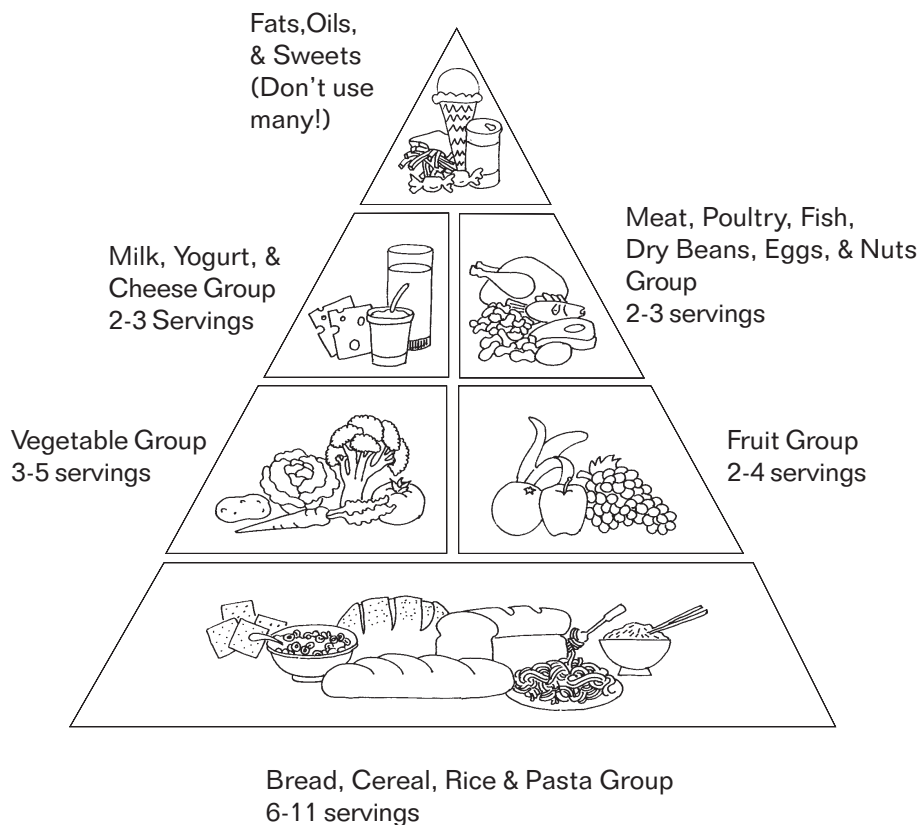 Fats,Oils,
& Sweets
(Don't use
many!)
Milk, Yogurt, &
Cheese Group
2-3 Servings
Meat, Poultry, Fish,
Dry Beans, Eggs, & Nuts
Group
2-3 servings
Vegetable Group
3-5 servings
Fruit Group
2-4 servings
Bread, Cereal, Rice & Pasta Group
6-11 servings